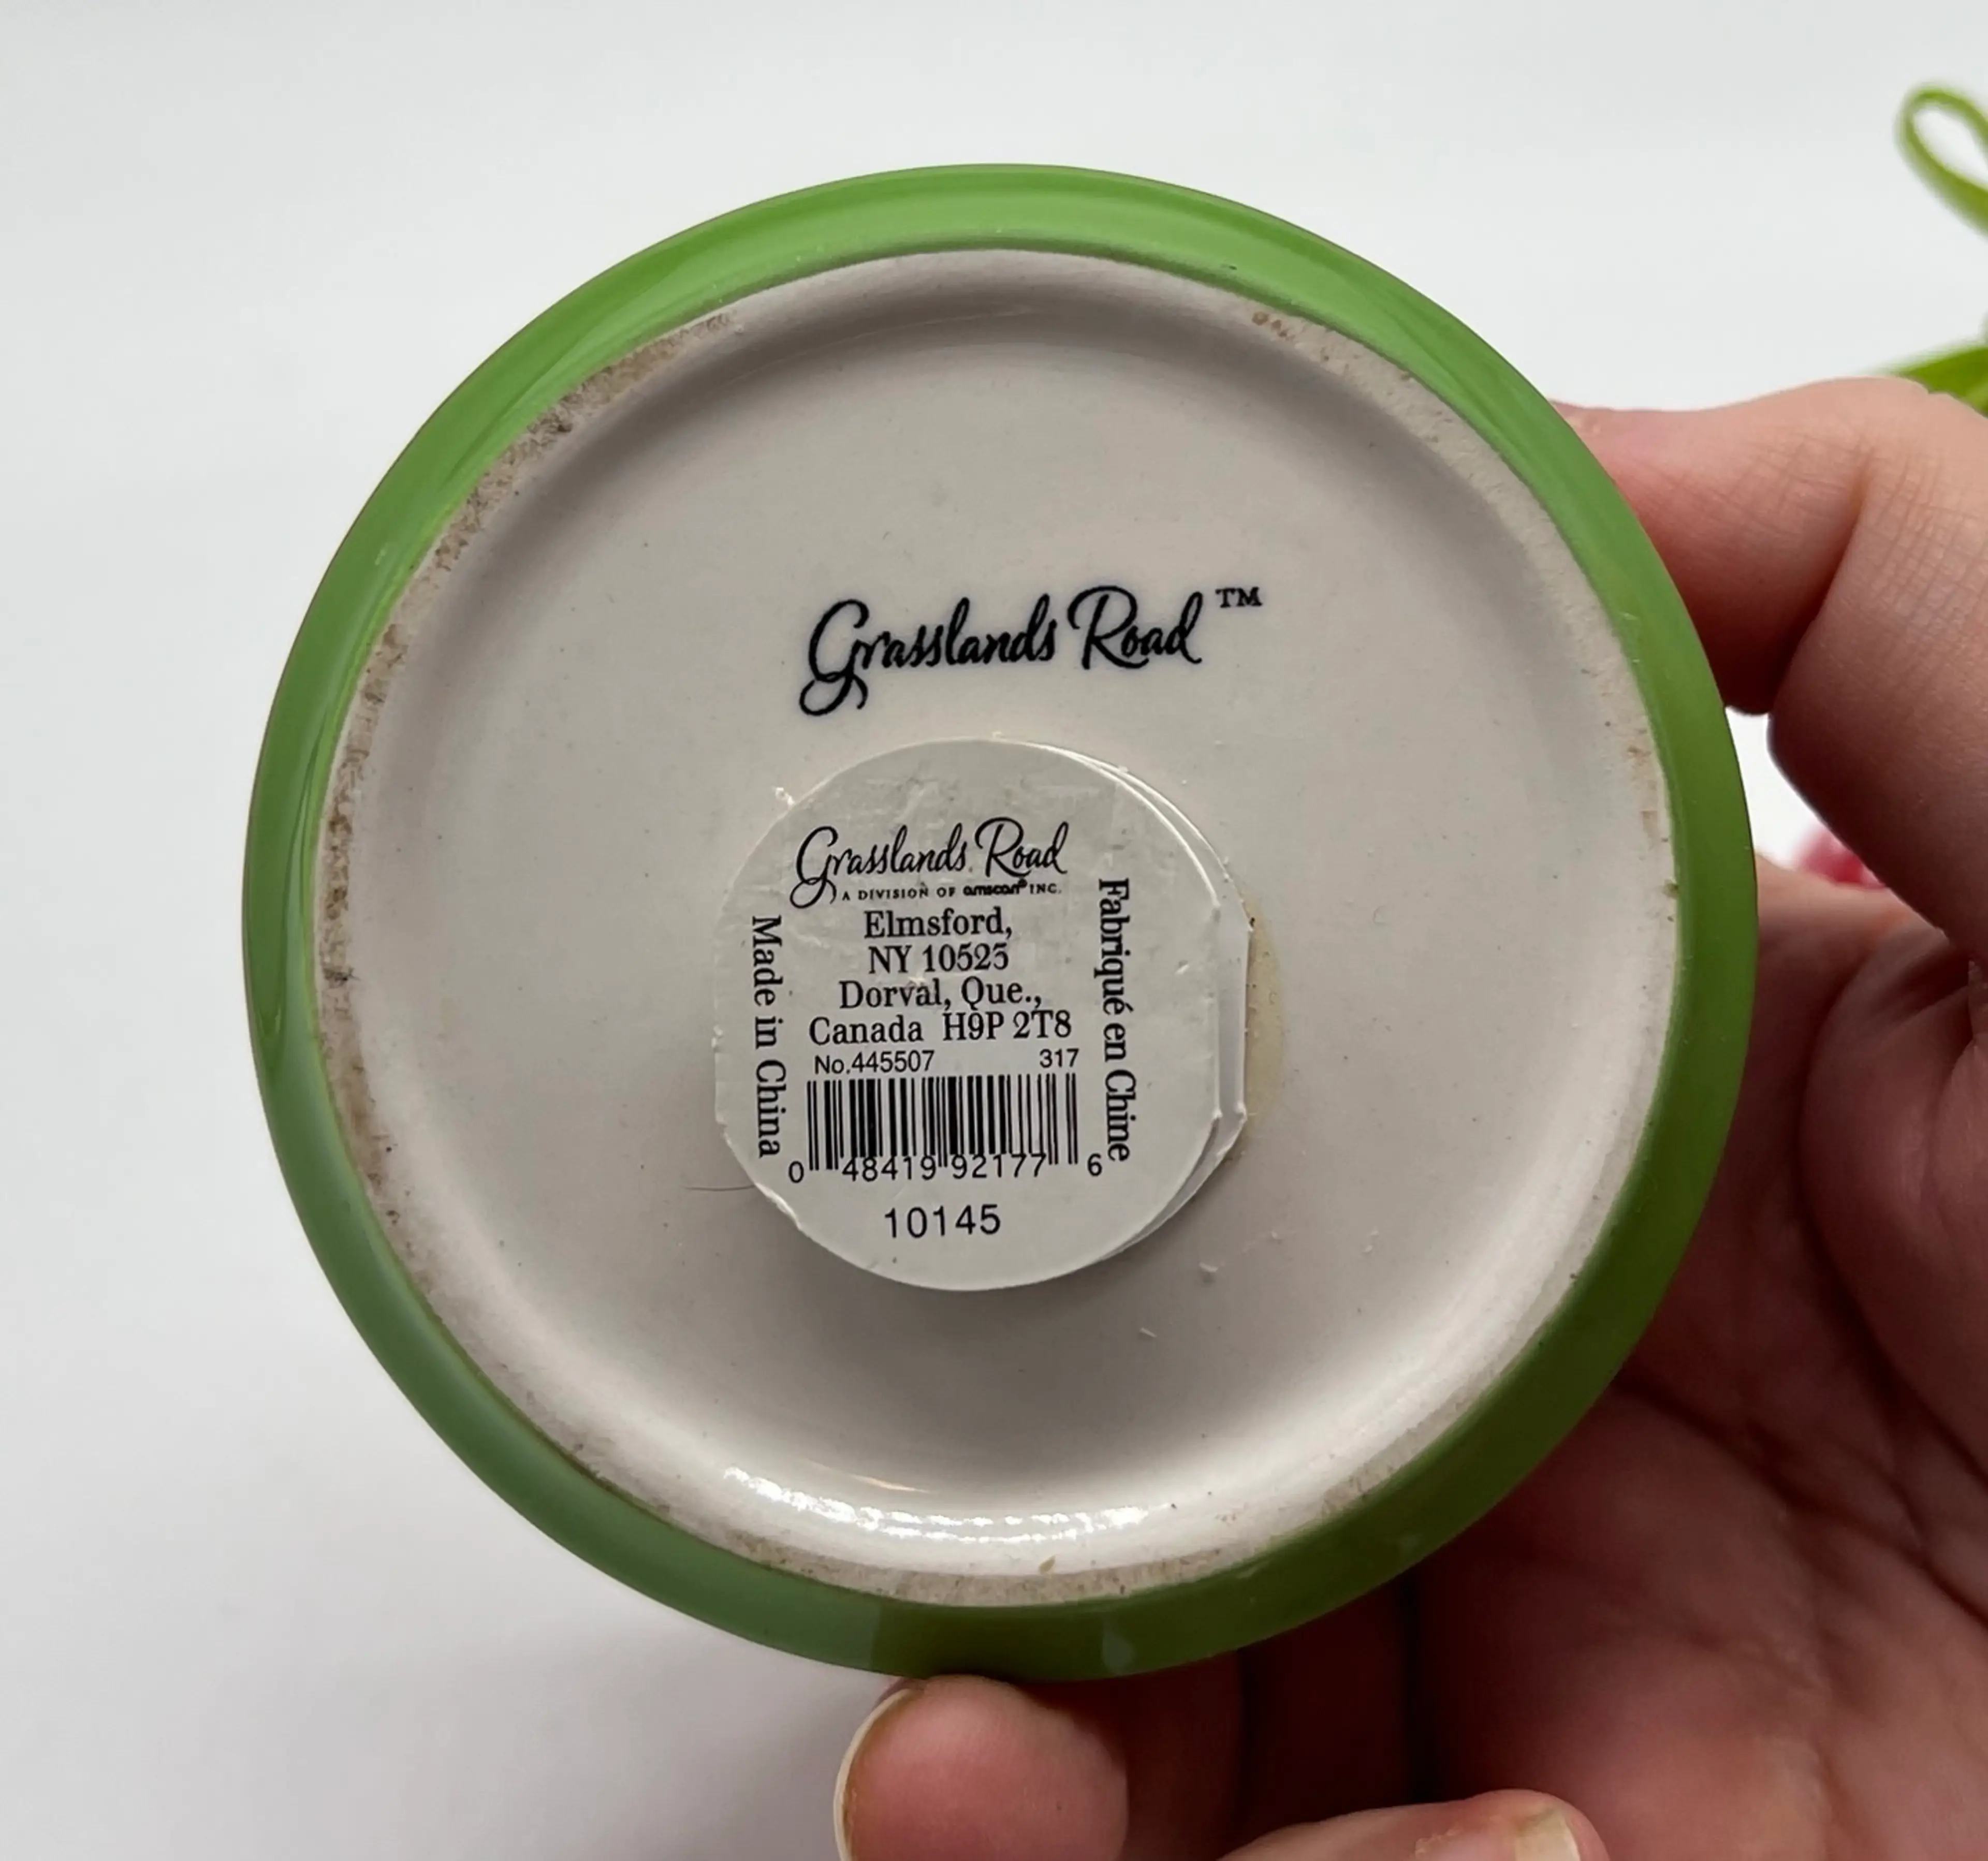 Grasslands Road™
Grasslands Road
A DIVISION OF amscan® INC.
Elmsford,
NY 10523
Dorval, Que.,
Canada H9P 2T8
No.445507 317
0 48419 92177 6
10145
Made in China
Fabriqué en Chine